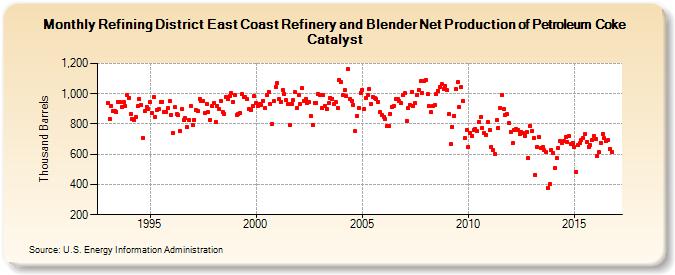 Monthly Refining District East Coast Refinery and Blender Net Production of Petroleum Coke
Catalyst
Thousand Barrels
1,200
1,000
800
600
400
200
1995
2000
2005
2010
2015
Source: U.S. Energy Information Administration